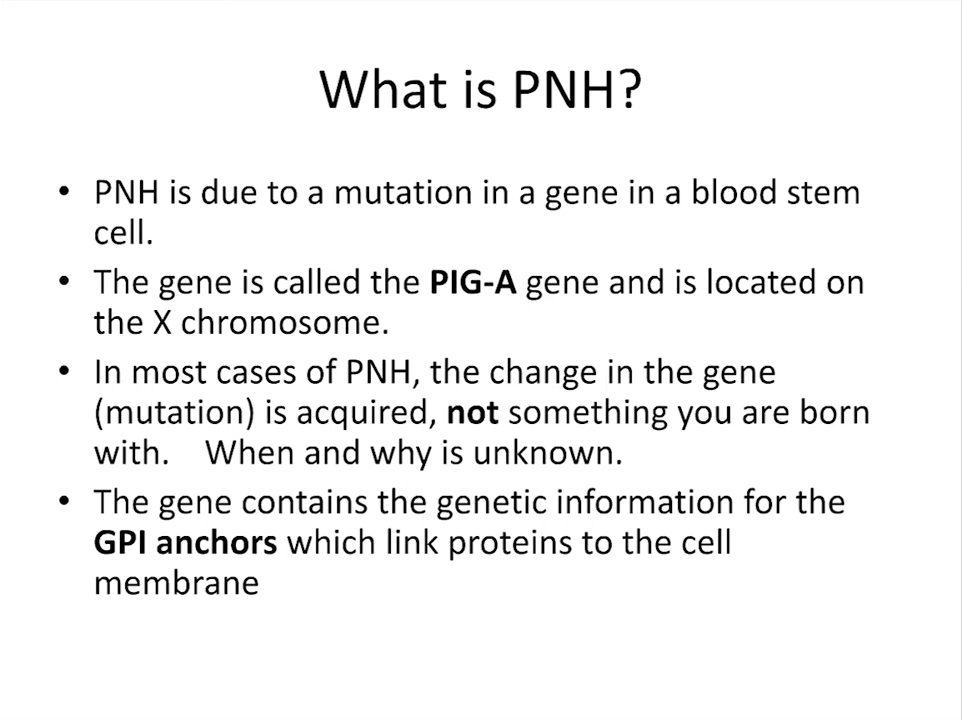 What is PNH?
• PNH is due to a mutation in a gene in a blood stem
cell.
• The gene is called the PIG-A gene and is located on
the X chromosome.
• In most cases of PNH, the change in the gene
(mutation) is acquired, not something you are born
with. When and why is unknown.
• The gene contains the genetic information for the
GPI anchors which link proteins to the cell
membrane